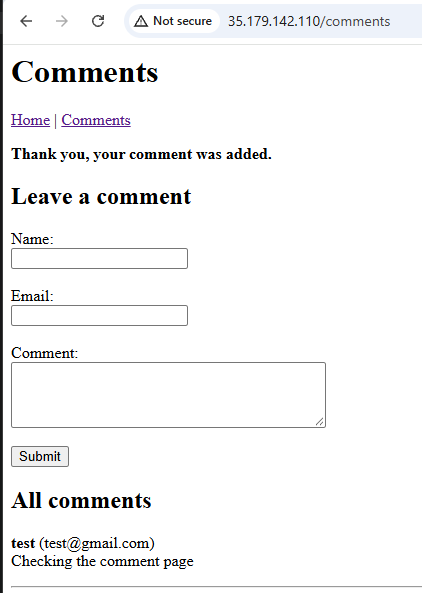 Not secure 35.179.142.110/comments
Comments
Home | Comments
Thank you, your comment was added.
Leave a comment
Name:
Email:
Comment:
Submit
All comments
test (test@gmail.com)
Checking the comment page